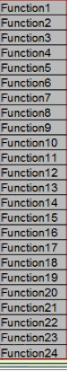 Function1
Function2
Function3
Function4
Function5
Function6
Function7
Function8
Function9
Function10
Function11
Function12
Function13
Function14
Function15
Function16
Function17
Function18
Function19
Function20
Function21
Function22
Function23
Function24